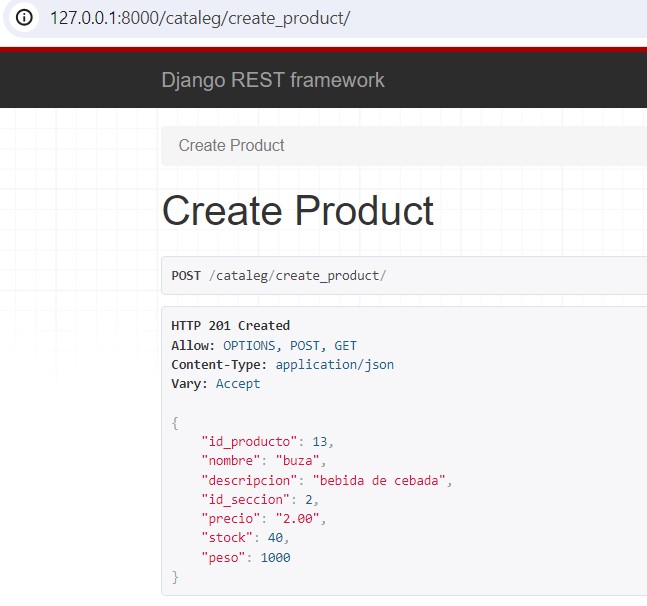 127.0.0.1:8000/cataleg/create_product/
Django REST framework
Create Product
Create Product
POST /cataleg/create_product/
HTTP 201 Created
Allow: OPTIONS, POST, GET
Content-Type: application/json
Vary: Accept
{
    "id_producto": 13,
    "nombre": "buza",
    "descripcion": "bebida de cebada",
    "id_seccion": 2,
    "precio": "2.00",
    "stock": 40,
    "peso": 1000
}